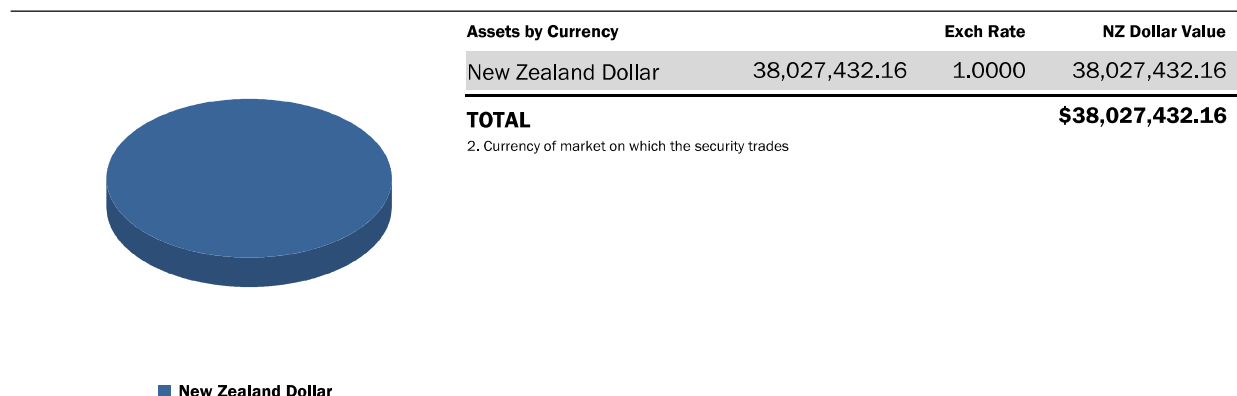 Assets by Currency Exch Rate NZ Dollar Value
New Zealand Dollar 38,027,432.16 1.0000 38,027,432.16
TOTAL $38,027,432.16
2. Currency of market on which the security trades
New Zealand Dollar